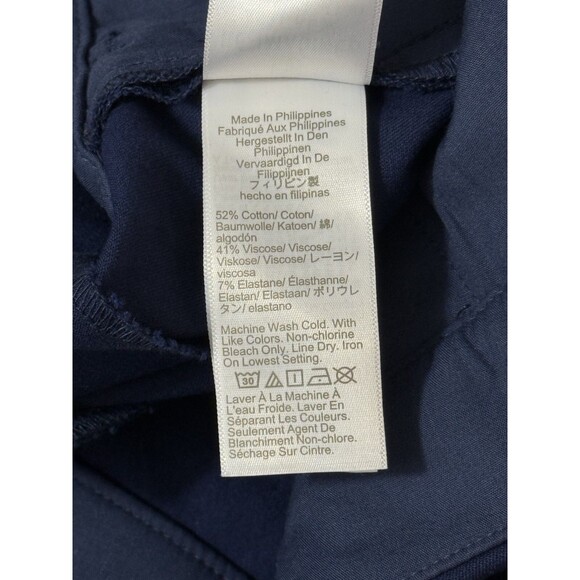 Made In Philippines
Fabriqué Aux Philippines
Hergestellt In Den
Philippinen
Vervaardigd In De
Filippijnen
フィリピン製
hecho en filipinas
52% Cotton/ Coton/
Baumwolle/ Katoen/ 綿/
algodón
41% Viscose/ Viscose/
Viskose/ Viscose/ レーヨン/
viscosa
7% Elastane/ Élasthanne/
Elastan/ Elastaan/ ポリウレ
タン/ elastano
Machine Wash Cold. With
Like Colors. Non-chlorine
Bleach Only. Line Dry. Iron
On Lowest Setting.
30
Laver À La Machine À
L'eau Froide. Laver En
Séparant Les Couleurs.
Seulement Agent De
Blanchiment Non-chlore.
Séchage Sur Cintre.